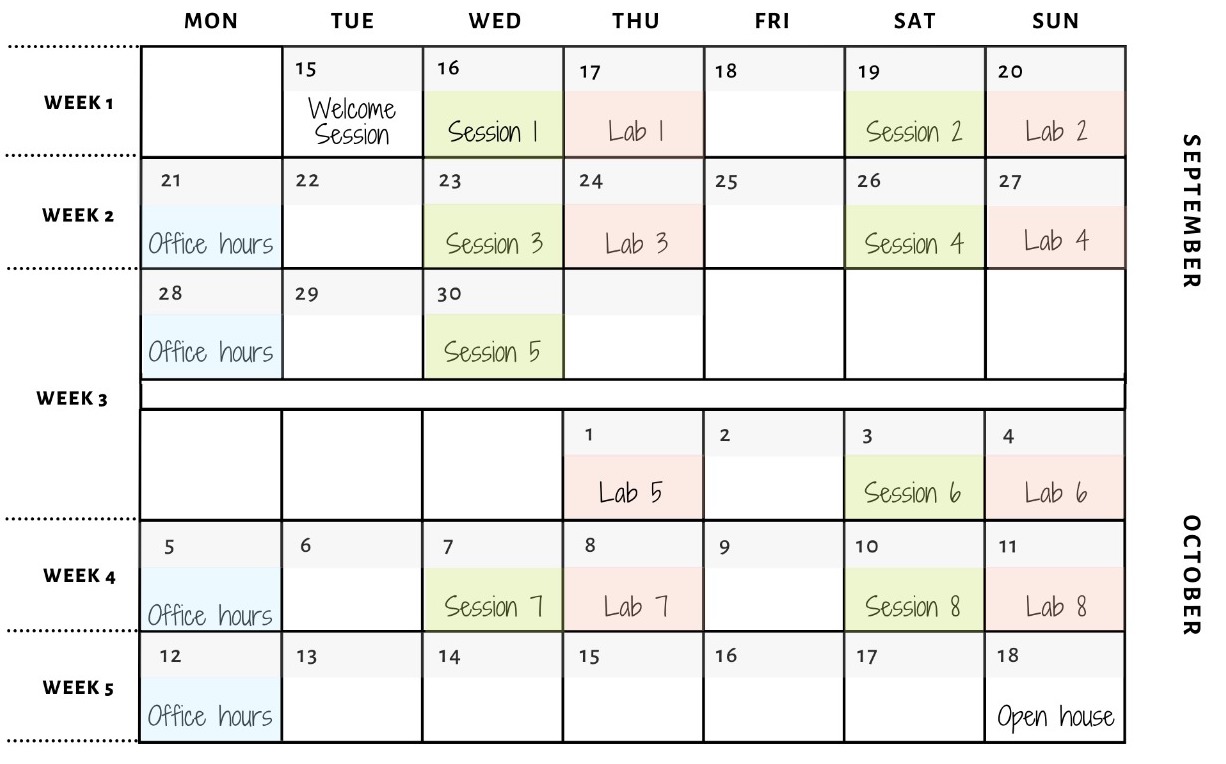 MON TUE WED THU FRI SAT SUN
WEEK 1
15 16 17 18 19 20
Welcome
Session Session 1 Lab 1 Session 2 Lab 2
WEEK 2
21 22 23 24 25 26 27
Office hours Session 3 Lab 3 Session 4 Lab 4
SEPTEMBER
28 29 30
Office hours Session 5
WEEK 3
1 2 3 4
Lab 5 Session 6 Lab 6
WEEK 4
5 6 7 8 9 10 11
Office hours Session 7 Lab 7 Session 8 Lab 8
OCTOBER
WEEK 5
12 13 14 15 16 17 18
Office hours Open house